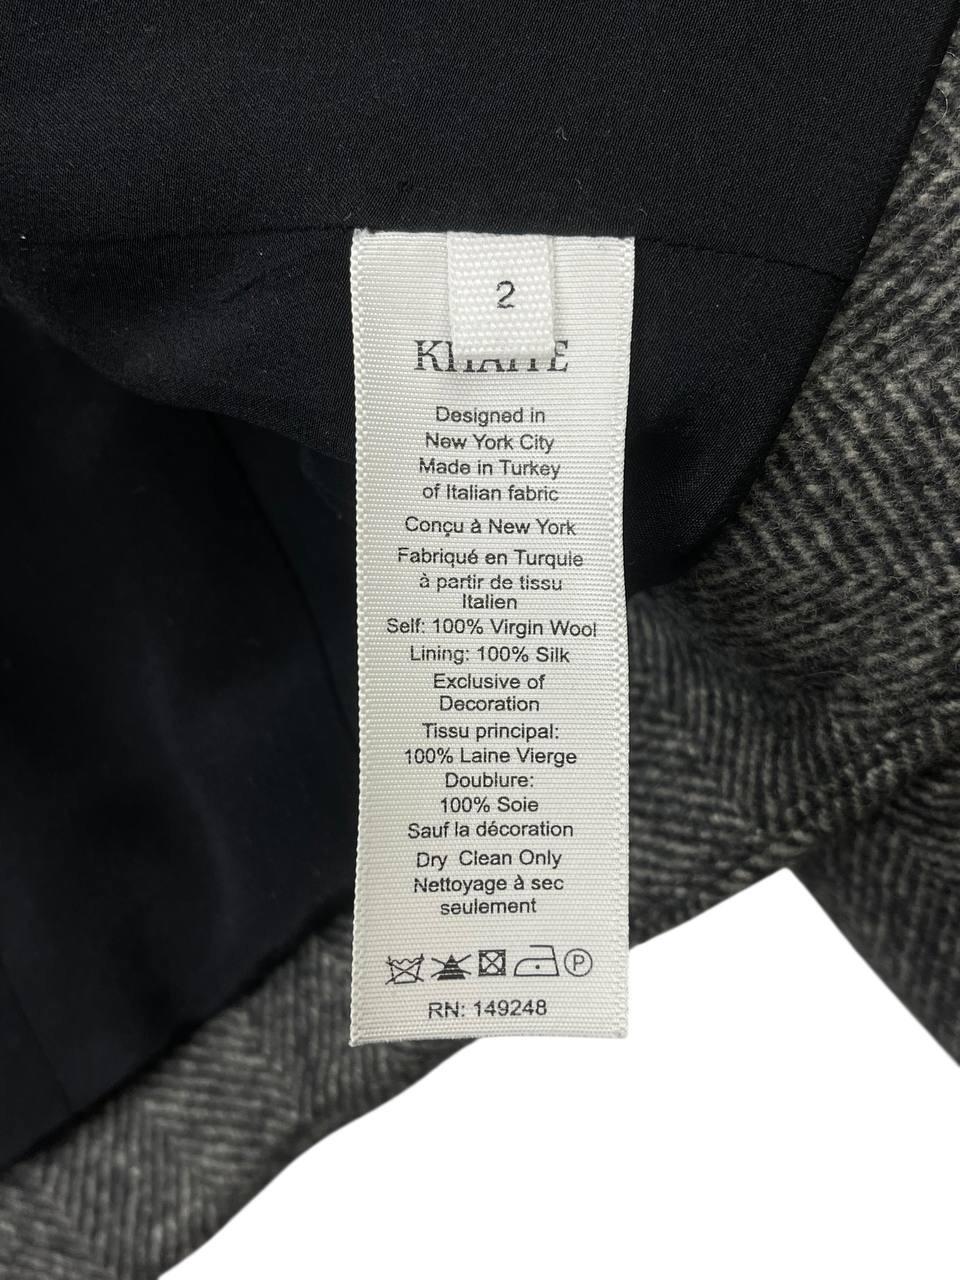 2
KHAITE
Designed in
New York City
Made in Turkey
of Italian fabric
Conçu à New York
Fabriqué en Turquie
à partir de tissu
Italien
Self: 100% Virgin Wool
Lining: 100% Silk
Exclusive of
Decoration
Tissu principal:
100% Laine Vierge
Doublure:
100% Soie
Sauf la décoration
Dry Clean Only
Nettoyage à sec
seulement
P
RN: 149248